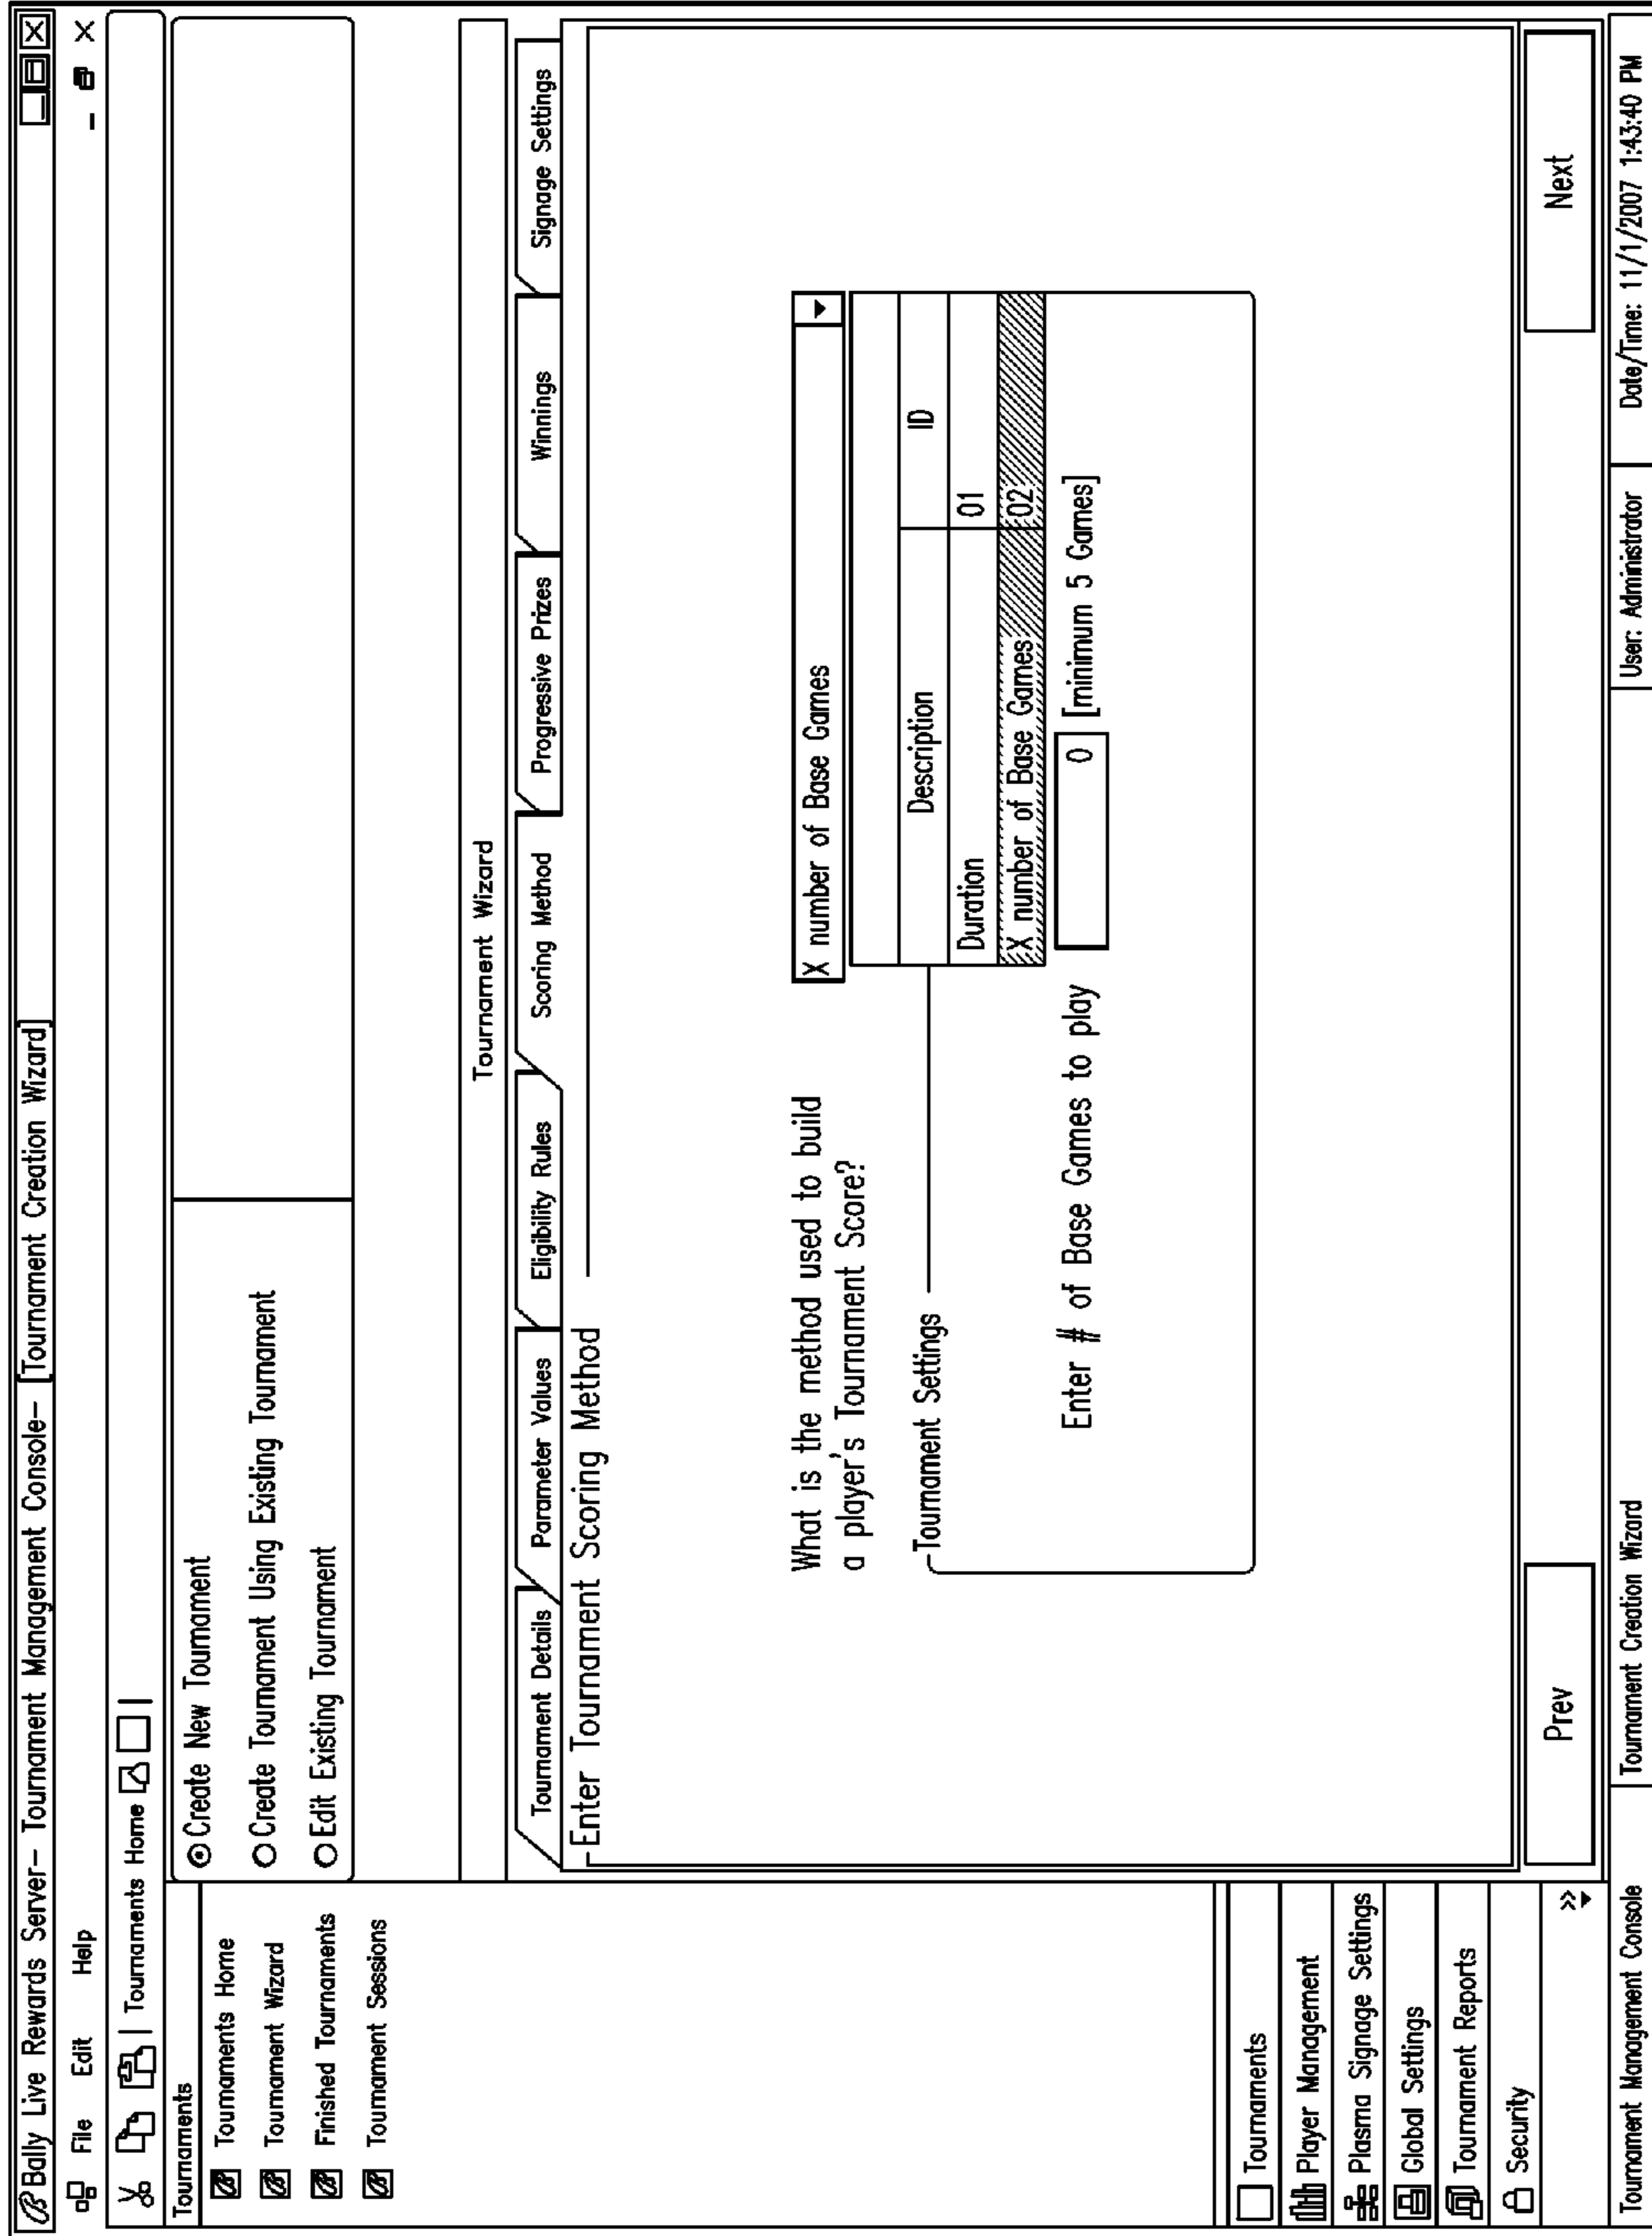 Bally Live Rewards Server– Tournament Management Console– [Tournament Creation Wizard]
File Edit Help
Tournaments Home
Tournaments
Tournaments Home
Tournament Wizard
Finished Tournaments
Tournament Sessions
Tournaments
Player Management
Plasma Signage Settings
Global Settings
Tournament Reports
Security
Create New Tournament
Create Tournament Using Existing Tournament
Edit Existing Tournament
Tournament Wizard
Tournament Details Parameter Values Eligibility Rules Scoring Method Progressive Prizes Winnings Signage Settings
Enter Tournament Scoring Method
What is the method used to build
a player's Tournament Score?
X number of Base Games
Tournament Settings
Description ID
Duration 01
X number of Base Games 02
Enter # of Base Games to play 0 [minimum 5 Games]
Prev Next
Tournament Management Console Tournament Creation Wizard User: Administrator Date/Time: 11/1/2007 1:43:40 PM